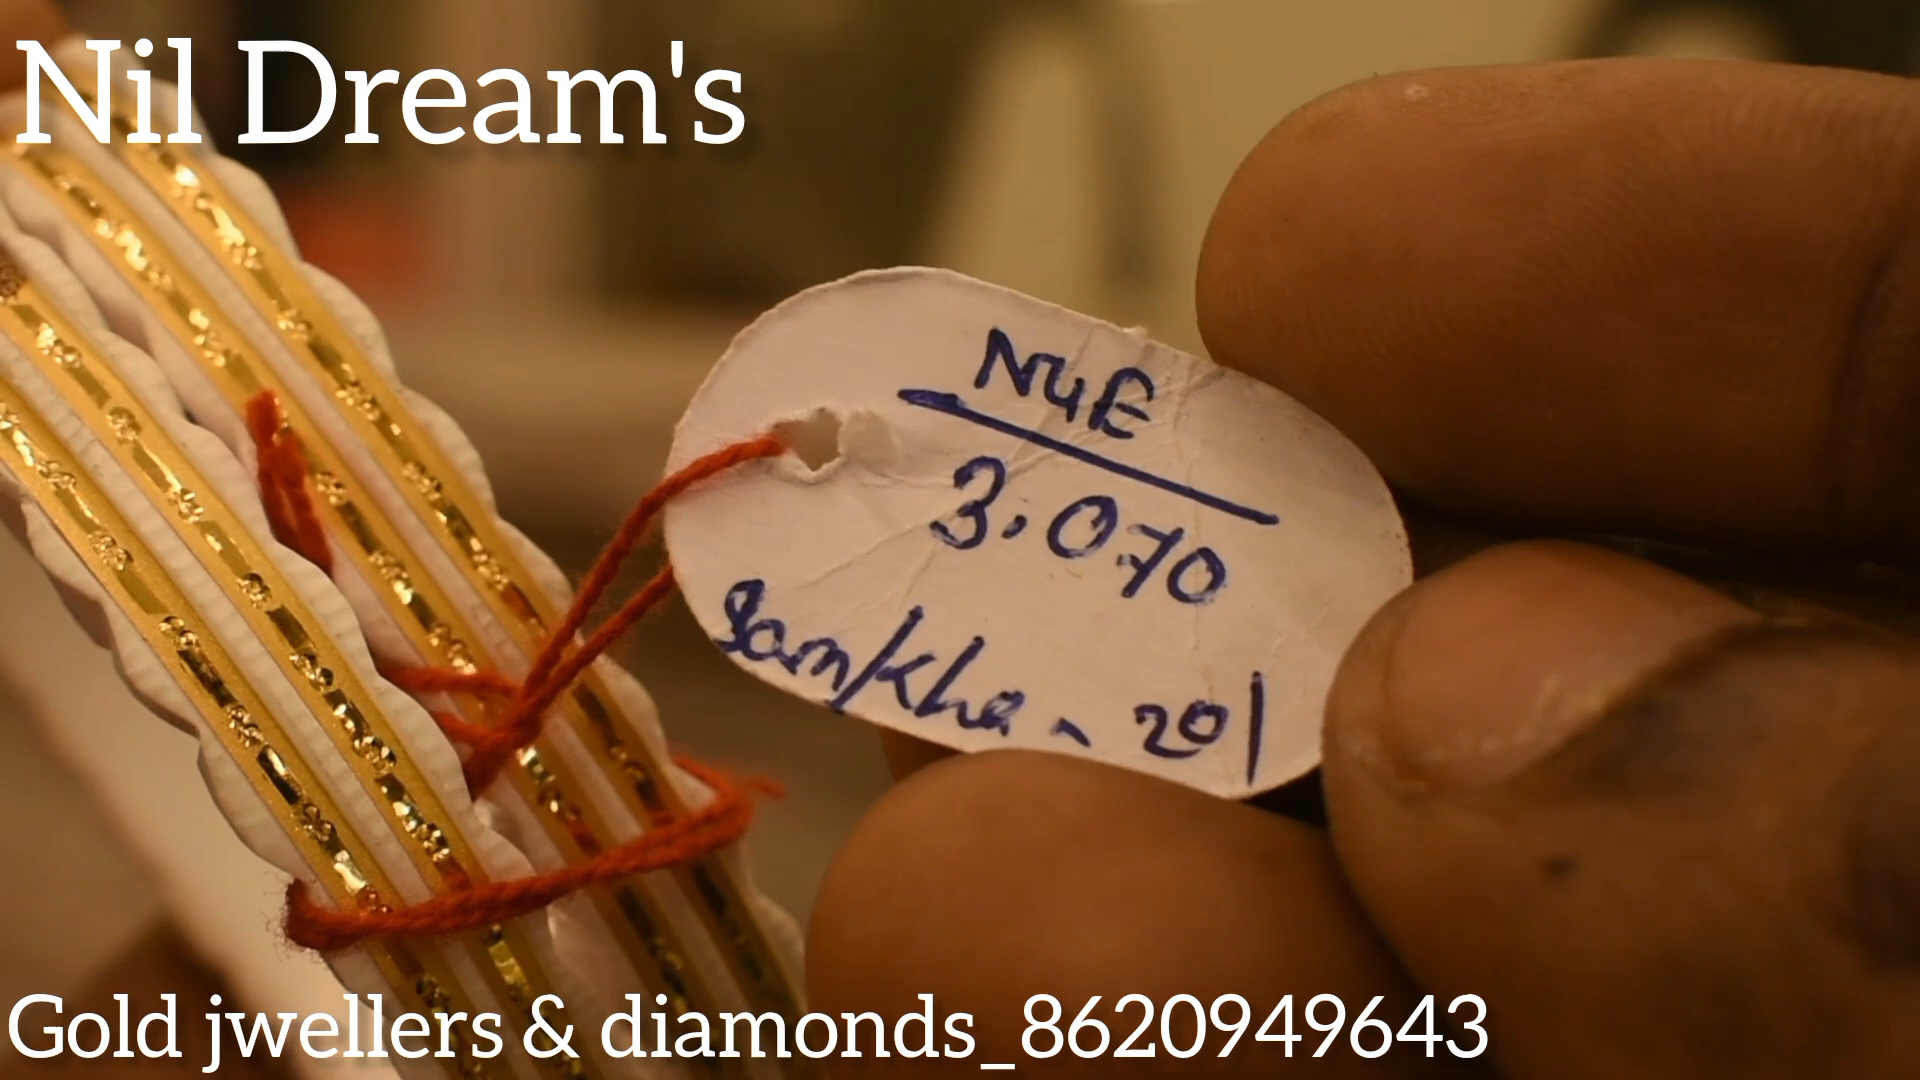 Nil Dream's
N4E
3.070
Sankha - 201
Gold jwellers & diamonds_8620949643